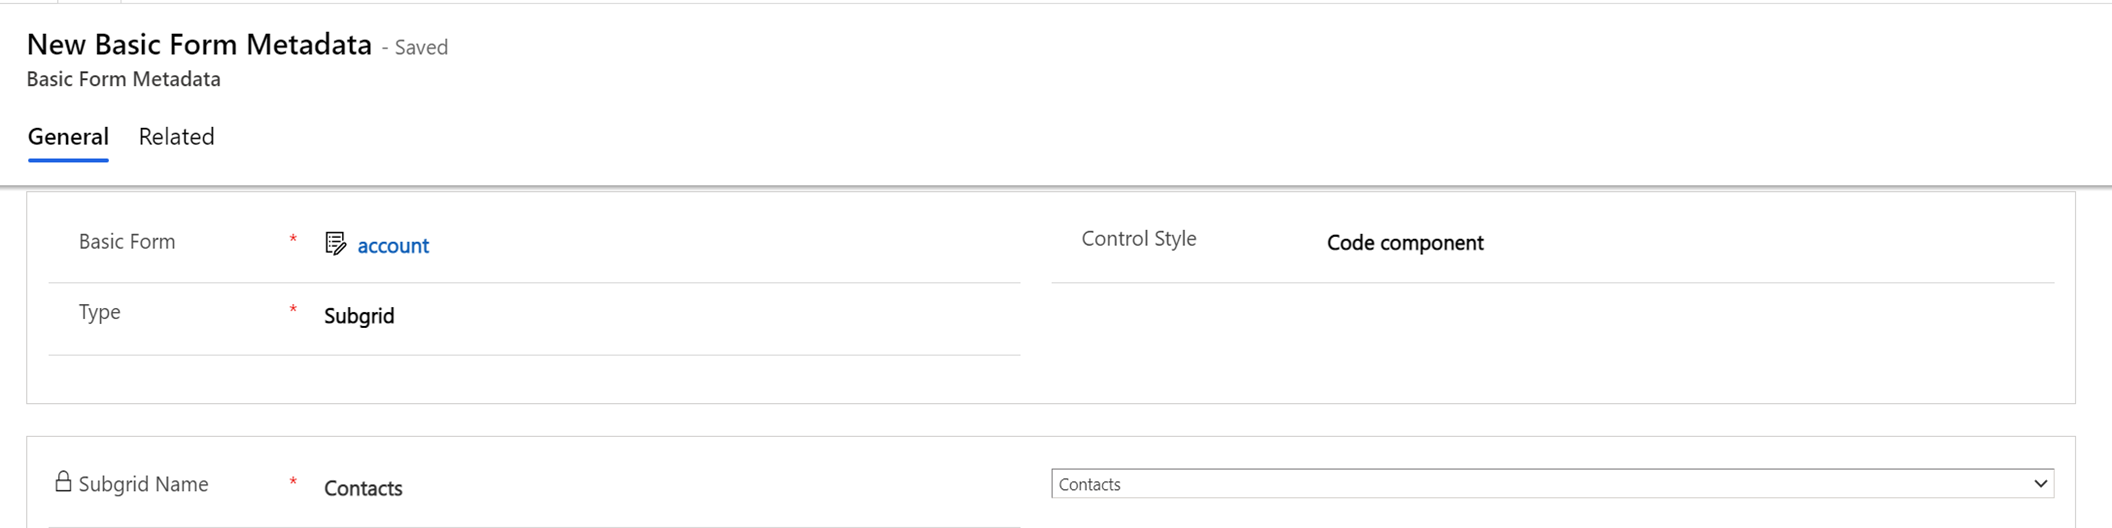 New Basic Form Metadata - Saved
Basic Form Metadata
General Related
Basic Form * account Control Style Code component
Type * Subgrid
Subgrid Name * Contacts Contacts